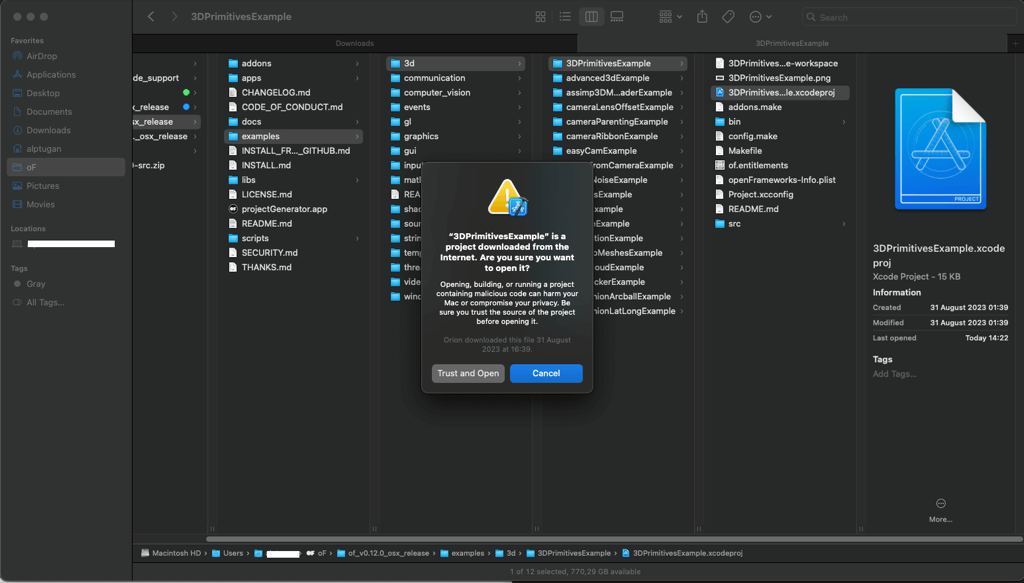 3DPrimitivesExample
Search
Downloads
3DPrimitivesExample
Favorites
AirDrop
Applications
Desktop
Documents
Downloads
alptugan
oF
Pictures
Movies
Locations
Tags
Gray
All Tags...
de_support
_release
sx_release
_osx_release
-src.zip
addons
apps
CHANGELOG.md
CODE_OF_CONDUCT.md
docs
examples
INSTALL_FR..._GITHUB.md
INSTALL.md
libs
LICENSE.md
projectGenerator.app
README.md
scripts
SECURITY.md
THANKS.md
3d
communication
computer_vision
events
gl
graphics
gui
input
math
REA
shad
soun
strin
temp
threa
vide
wind
3DPrimitivesExample
advanced3dExample
assimp3DM...aderExample
cameraLensOffsetExample
cameraParentingExample
cameraRibbonExample
easyCamExample
FromCameraExample
NoiseExample
sExample
xample
tionExample
oMeshesExample
oudExample
ckerExample
nionArcballExample
nionLatLongExample
3DPrimitives...e-workspace
3DPrimitivesExample.png
3DPrimitives...le.xcodeproj
addons.make
bin
config.make
Makefile
of.entitlements
openFrameworks-Info.plist
Project.xcconfig
README.md
src
“3DPrimitivesExample” is a
project downloaded from the
Internet. Are you sure you want
to open it?
Opening, building, or running a project
containing malicious code can harm your
Mac or compromise your privacy. Be
sure you trust the source of the project
before opening it.
Orion downloaded this file 31 August
2023 at 16:39.
Trust and Open
Cancel
PROJECT
3DPrimitivesExample.xcode
proj
Xcode Project - 15 KB
Information
Created 31 August 2023 01:39
Modified 31 August 2023 01:39
Last opened Today 14:22
Tags
Add Tags...
More...
Macintosh HD › Users › › oF › of_v0.12.0_osx_release › examples › 3d › 3DPrimitivesExample › 3DPrimitivesExample.xcodeproj
1 of 12 selected, 770,29 GB available